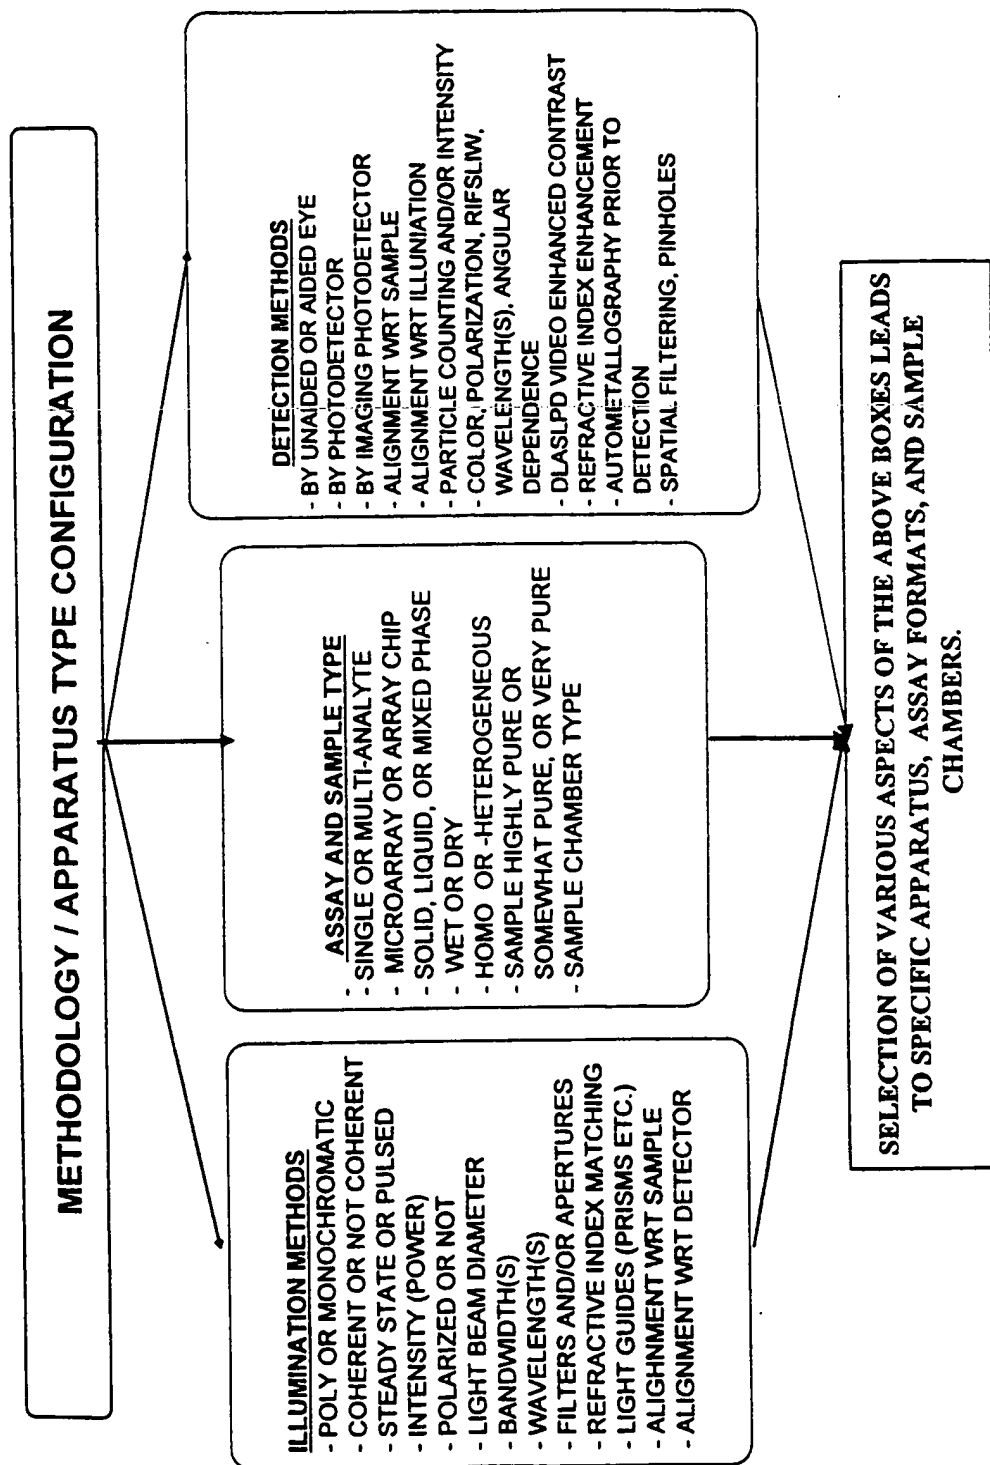 METHODOLOGY / APPARATUS TYPE CONFIGURATION
ILLUMINATION METHODS
- POLY OR MONOCHROMATIC
- COHERENT OR NOT COHERENT
- STEADY STATE OR PULSED
- INTENSITY (POWER)
- POLARIZED OR NOT
- LIGHT BEAM DIAMETER
- BANDWIDTH(S)
- WAVELENGTH(S)
- FILTERS AND/OR APERTURES
- REFRACTIVE INDEX MATCHING
- LIGHT GUIDES (PRISMS ETC.)
- ALIGHNMENT WRT SAMPLE
- ALIGNMENT WRT DETECTOR
ASSAY AND SAMPLE TYPE
- SINGLE OR MULTI-ANALYTE
- MICROARRAY OR ARRAY CHIP
- SOLID, LIQUID, OR MIXED PHASE
- WET OR DRY
- HOMO OR -HETEROGENEOUS
- SAMPLE HIGHLY PURE OR
SOMEWHAT PURE, OR VERY PURE
- SAMPLE CHAMBER TYPE
DETECTION METHODS
- BY UNAIDED OR AIDED EYE
- BY PHOTODETECTOR
- BY IMAGING PHOTODETECTOR
- ALIGNMENT WRT SAMPLE
- ALIGNMENT WRT ILLUNIATION
- PARTICLE COUNTING AND/OR INTENSITY
- COLOR, POLARIZATION, RIFSLIW,
WAVELENGTH(S), ANGULAR
DEPENDENCE
- DLASLPD VIDEO ENHANCED CONTRAST
- REFRACTIVE INDEX ENHANCEMENT
- AUTOMETALLOGRAPHY PRIOR TO
DETECTION
- SPATIAL FILTERING, PINHOLES
SELECTION OF VARIOUS ASPECTS OF THE ABOVE BOXES LEADS
TO SPECIFIC APPARATUS, ASSAY FORMATS, AND SAMPLE
CHAMBERS.